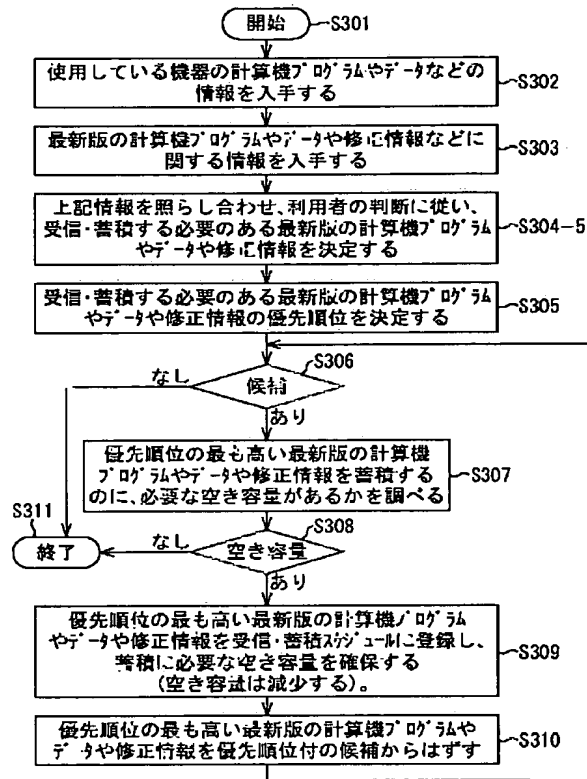 開始
S301
使用している機器の計算機プログラムやデータなどの
情報を入手する
S302
最新版の計算機プログラムやデータや修正情報などに
関する情報を入手する
S303
上記情報を照らし合わせ、利用者の判断に従い、
受信・蓄積する必要のある最新版の計算機プログラム
やデータや修正情報を決定する
S304-5
受信・蓄積する必要のある最新版の計算機プログラム
やデータや修正情報の優先順位を決定する
S305
S306
なし
候補
あり
優先順位の最も高い最新版の計算機
プログラムやデータや修正情報を蓄積する
のに、必要な空き容量があるかを調べる
S307
S311
終了
なし
S308
空き容量
あり
優先順位の最も高い最新版の計算機プログラム
やデータや修正情報を受信・蓄積スケジュールに登録し、
蓄積に必要な空き容量を確保する
(空き容量は減少する)。
S309
優先順位の最も高い最新版の計算機プログラムや
データや修正情報を優先順位付の候補からはずす
S310